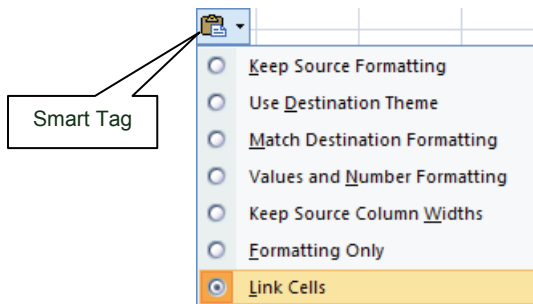 Keep Source Formatting
Use Destination Theme
Smart Tag
Match Destination Formatting
Values and Number Formatting
Keep Source Column Widths
Formatting Only
Link Cells